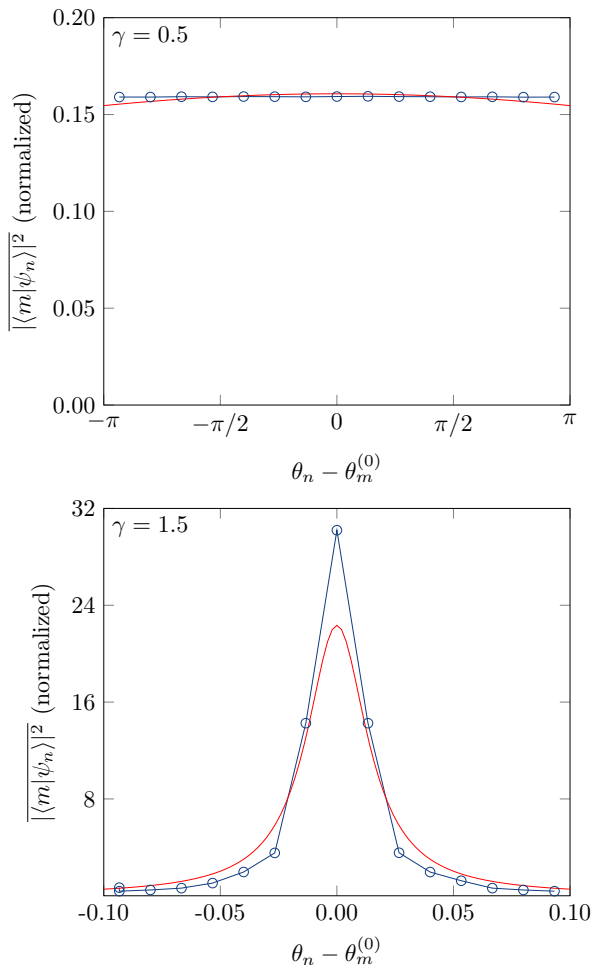 γ = 0.5
0.20
0.15
0.10
0.05
0.00
|⟨m|ψₙ⟩|² (normalized)
−π
−π/2
0
π/2
π
θₙ − θₘ⁽⁰⁾
γ = 1.5
32
24
16
8
|⟨m|ψₙ⟩|² (normalized)
-0.10
-0.05
0.00
0.05
0.10
θₙ − θₘ⁽⁰⁾